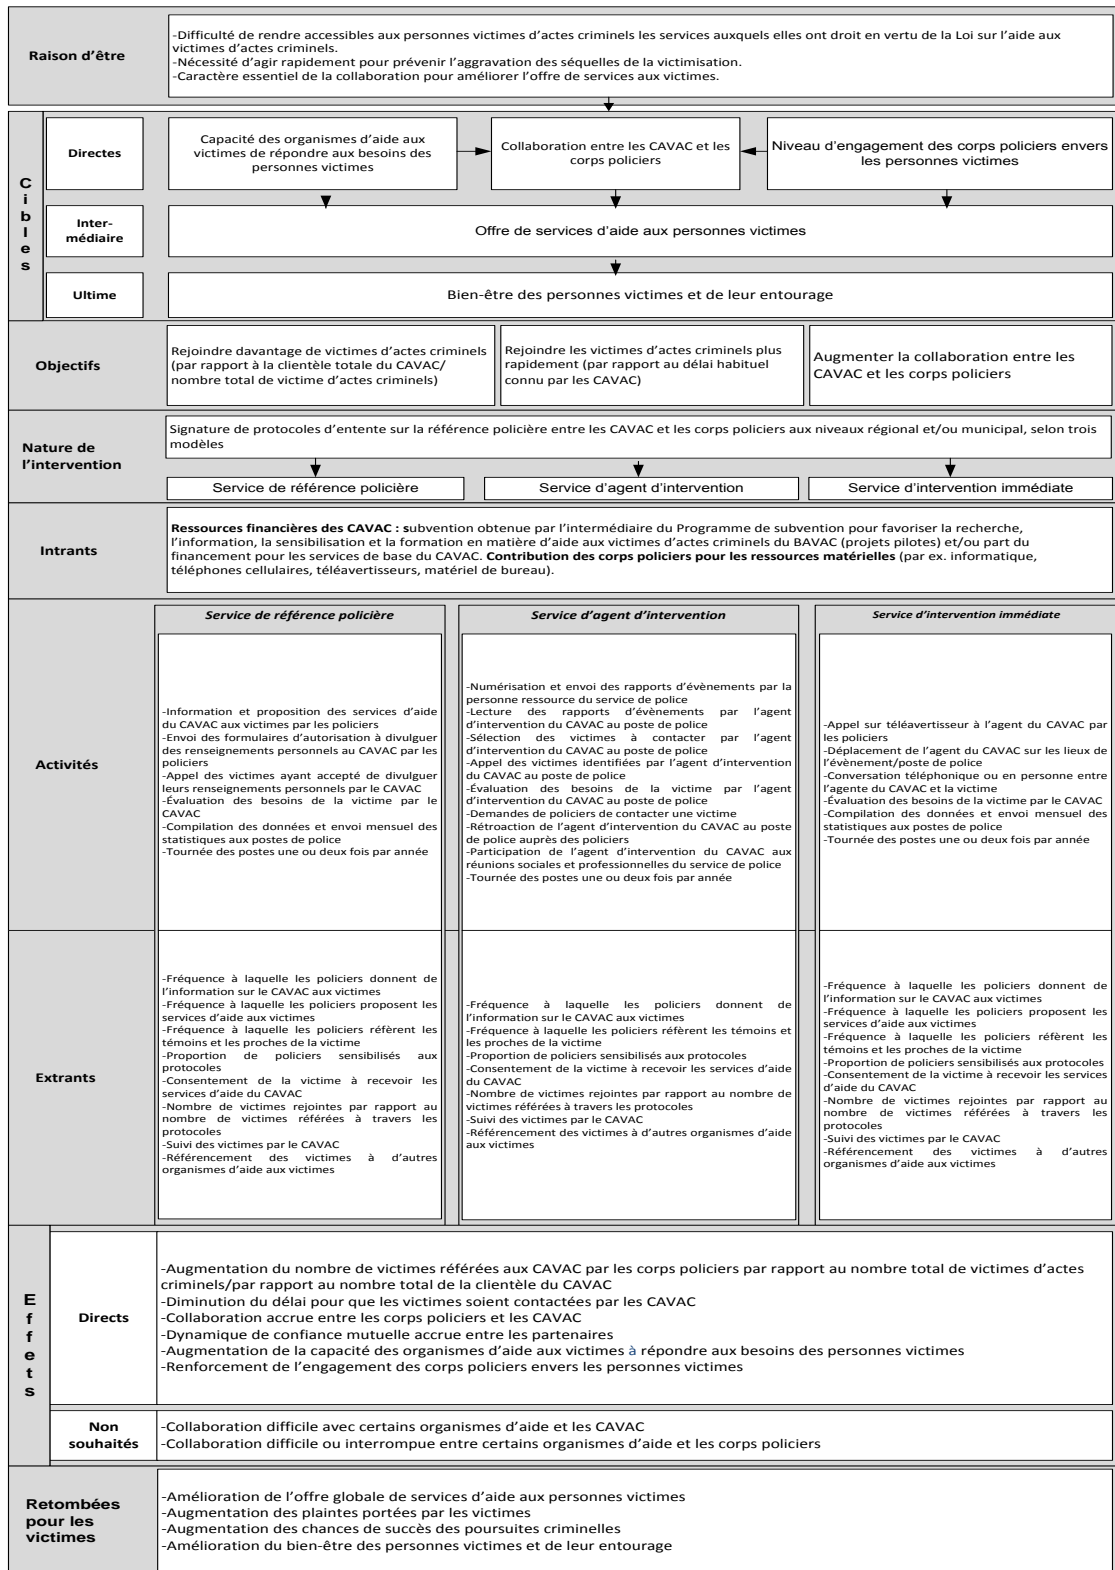 Raison d'être
-Difficulté de rendre accessibles aux personnes victimes d'actes criminels les services auxquels elles ont droit en vertu de la Loi sur l'aide aux
victimes d'actes criminels.
-Nécessité d'agir rapidement pour prévenir l'aggravation des séquelles de la victimisation.
-Caractère essentiel de la collaboration pour améliorer l'offre de services aux victimes.
Cibles
Directes
Capacité des organismes d'aide aux
victimes de répondre aux besoins des
personnes victimes
Collaboration entre les CAVAC et les
corps policiers
Niveau d'engagement des corps policiers envers
les personnes victimes
Inter-
médiaire
Offre de services d'aide aux personnes victimes
Ultime
Bien-être des personnes victimes et de leur entourage
Objectifs
Rejoindre davantage de victimes d'actes criminels
(par rapport à la clientèle totale du CAVAC/
nombre total de victime d'actes criminels)
Rejoindre les victimes d'actes criminels plus
rapidement (par rapport au délai habituel
connu par les CAVAC)
Augmenter la collaboration entre les
CAVAC et les corps policiers
Nature de
l'intervention
Signature de protocoles d'entente sur la référence policière entre les CAVAC et les corps policiers aux niveaux régional et/ou municipal, selon trois
modèles
Service de référence policière
Service d'agent d'intervention
Service d'intervention immédiate
Intrants
Ressources financières des CAVAC : subvention obtenue par l'intermédiaire du Programme de subvention pour favoriser la recherche,
l'information, la sensibilisation et la formation en matière d'aide aux victimes d'actes criminels du BAVAC (projets pilotes) et/ou part du
financement pour les services de base du CAVAC. Contribution des corps policiers pour les ressources matérielles (par ex. informatique,
téléphones cellulaires, téléavertisseurs, matériel de bureau).
Activités
Service de référence policière
-Information et proposition des services d'aide
du CAVAC aux victimes par les policiers
-Envoi des formulaires d'autorisation à divulguer
des renseignements personnels au CAVAC par les
policiers
-Appel des victimes ayant accepté de divulguer
leurs renseignements personnels par le CAVAC
-Évaluation des besoins de la victime par le
CAVAC
-Compilation des données et envoi mensuel des
statistiques aux postes de police
-Tournée des postes une ou deux fois par année
Service d'agent d'intervention
-Numérisation et envoi des rapports d'évènements par la
personne ressource du service de police
-Lecture des rapports d'évènements par l'agent
d'intervention du CAVAC au poste de police
-Sélection des victimes à contacter par l'agent
d'intervention du CAVAC au poste de police
-Appel des victimes identifiées par l'agent d'intervention
du CAVAC au poste de police
-Évaluation des besoins de la victime par l'agent
d'intervention du CAVAC au poste de police
-Demandes de policiers de contacter une victime
-Rétroaction de l'agent d'intervention du CAVAC au poste
de police auprès des policiers
-Participation de l'agent d'intervention du CAVAC aux
réunions sociales et professionnelles du service de police
-Tournée des postes une ou deux fois par année
Service d'intervention immédiate
-Appel sur téléavertisseur à l'agent du CAVAC par
les policiers
-Déplacement de l'agent du CAVAC sur les lieux de
l'évènement/poste de police
-Conversation téléphonique ou en personne entre
l'agente du CAVAC et la victime
-Évaluation des besoins de la victime par le CAVAC
-Compilation des données et envoi mensuel des
statistiques aux postes de police
-Tournée des postes une ou deux fois par année
Extrants
-Fréquence à laquelle les policiers donnent de
l'information sur le CAVAC aux victimes
-Fréquence à laquelle les policiers proposent les
services d'aide aux victimes
-Fréquence à laquelle les policiers réfèrent les
témoins et les proches de la victime
-Proportion de policiers sensibilisés aux
protocoles
-Consentement de la victime à recevoir les
services d'aide du CAVAC
-Nombre de victimes rejointes par rapport au
nombre de victimes référées à travers les
protocoles
-Suivi des victimes par le CAVAC
-Référencement des victimes à d'autres
organismes d'aide aux victimes
-Fréquence à laquelle les policiers donnent de
l'information sur le CAVAC aux victimes
-Fréquence à laquelle les policiers réfèrent les témoins et
les proches de la victime
-Proportion de policiers sensibilisés aux protocoles
-Consentement de la victime à recevoir les services d'aide
du CAVAC
-Nombre de victimes rejointes par rapport au nombre de
victimes référées à travers les protocoles
-Suivi des victimes par le CAVAC
-Référencement des victimes à d'autres organismes d'aide
aux victimes
-Fréquence à laquelle les policiers donnent de
l'information sur le CAVAC aux victimes
-Fréquence à laquelle les policiers proposent les
services d'aide aux victimes
-Fréquence à laquelle les policiers réfèrent les
témoins et les proches de la victime
-Proportion de policiers sensibilisés aux protocoles
-Consentement de la victime à recevoir les services
d'aide du CAVAC
-Nombre de victimes rejointes par rapport au
nombre de victimes référées à travers les
protocoles
-Suivi des victimes par le CAVAC
-Référencement des victimes à d'autres
organismes d'aide aux victimes
Effets
Directs
-Augmentation du nombre de victimes référées aux CAVAC par les corps policiers par rapport au nombre total de victimes d'actes
criminels/par rapport au nombre total de la clientèle du CAVAC
-Diminution du délai pour que les victimes soient contactées par les CAVAC
-Collaboration accrue entre les corps policiers et les CAVAC
-Dynamique de confiance mutuelle accrue entre les partenaires
-Augmentation de la capacité des organismes d'aide aux victimes à répondre aux besoins des personnes victimes
-Renforcement de l'engagement des corps policiers envers les personnes victimes
Non
souhaités
-Collaboration difficile avec certains organismes d'aide et les CAVAC
-Collaboration difficile ou interrompue entre certains organismes d'aide et les corps policiers
Retombées
pour les
victimes
-Amélioration de l'offre globale de services d'aide aux personnes victimes
-Augmentation des plaintes portées par les victimes
-Augmentation des chances de succès des poursuites criminelles
-Amélioration du bien-être des personnes victimes et de leur entourage